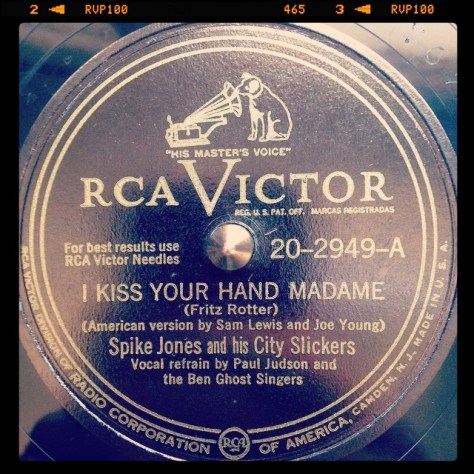 2 ◄ RVP100 465 3 ◄ RVP100
"HIS MASTER'S VOICE"
RCA VICTOR
REG. U. S. PAT. OFF. MARCAS REGISTRADAS
For best results use
RCA Victor Needles
20-2949-A
I KISS YOUR HAND MADAME
(Fritz Rotter)
(American version by Sam Lewis and Joe Young)
Spike Jones and his City Slickers
Vocal refrain by Paul Judson and
the Ben Ghost Singers
RCA VICTOR DIVISION OF RADIO CORPORATION OF AMERICA, CAMDEN, N.J. MADE IN U.S.A.
RCA